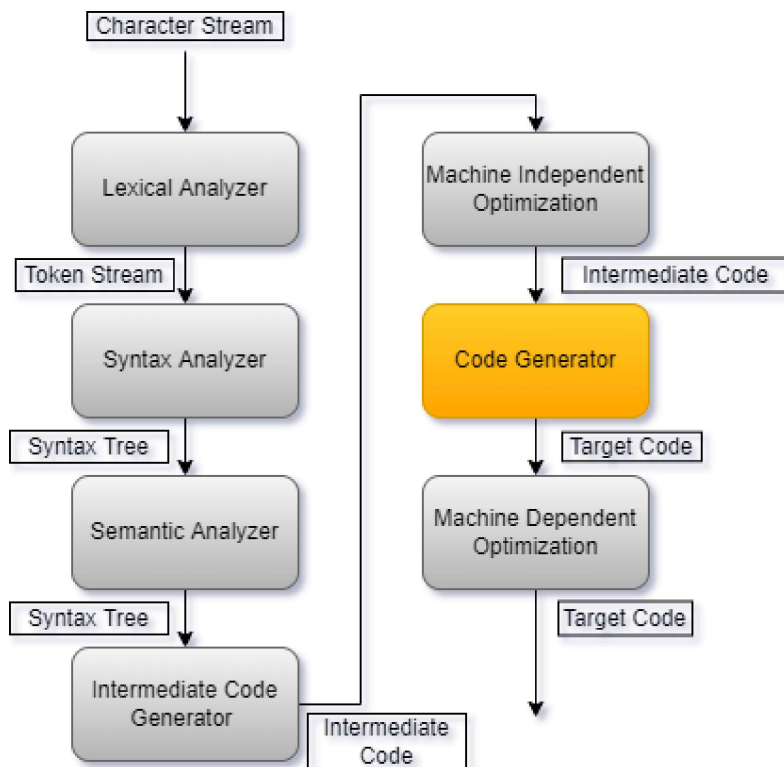 Character Stream
Lexical Analyzer
Token Stream
Syntax Analyzer
Syntax Tree
Semantic Analyzer
Syntax Tree
Intermediate Code
Generator
Intermediate
Code
Machine Independent
Optimization
Intermediate Code
Code Generator
Target Code
Machine Dependent
Optimization
Target Code